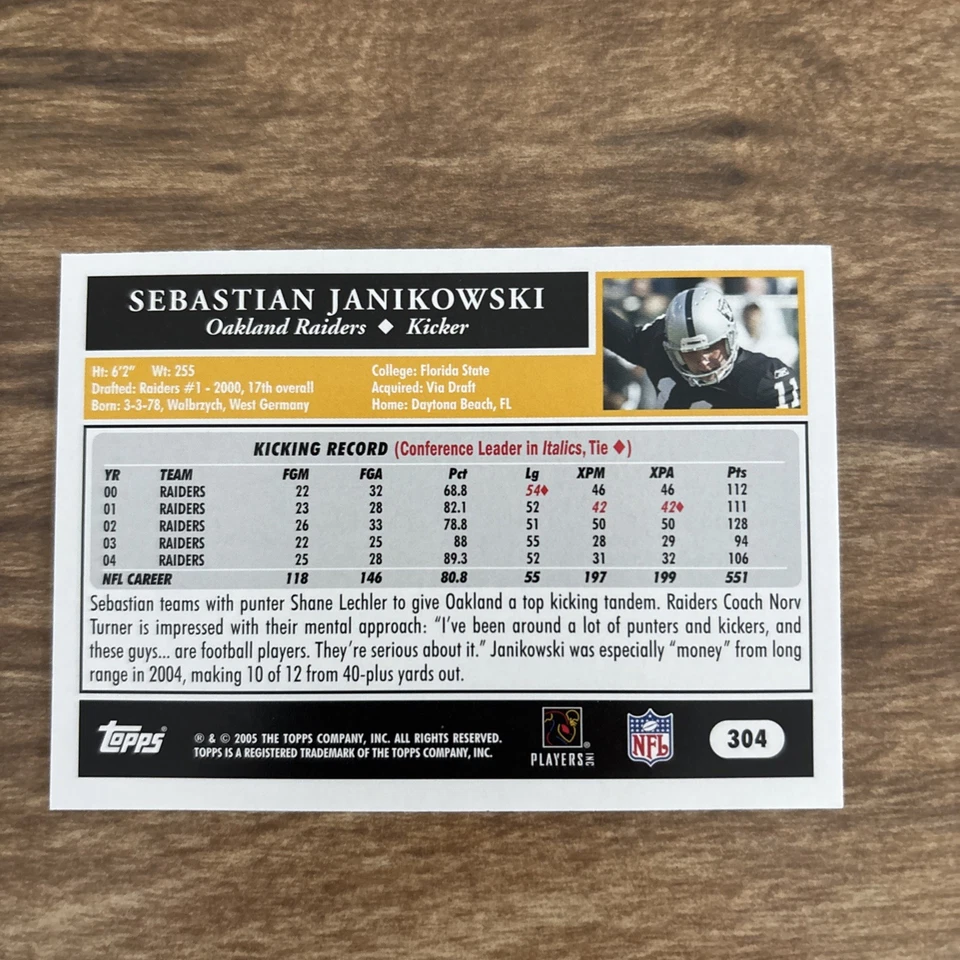 SEBASTIAN JANIKOWSKI
Oakland Raiders ◆ Kicker
Ht: 6'2" Wt: 255
Drafted: Raiders #1 - 2000, 17th overall
Born: 3-3-78, Walbrzych, West Germany
College: Florida State
Acquired: Via Draft
Home: Daytona Beach, FL
11
KICKING RECORD (Conference Leader in Italics, Tie ◆)
YR TEAM FGM FGA Pct Lg XPM XPA Pts
00 RAIDERS 22 32 68.8 54◆ 46 46 112
01 RAIDERS 23 28 82.1 52 42 42◆ 111
02 RAIDERS 26 33 78.8 51 50 50 128
03 RAIDERS 22 25 88 55 28 29 94
04 RAIDERS 25 28 89.3 52 31 32 106
NFL CAREER 118 146 80.8 55 197 199 551
Sebastian teams with punter Shane Lechler to give Oakland a top kicking tandem. Raiders Coach Norv
Turner is impressed with their mental approach: “I’ve been around a lot of punters and kickers, and
these guys... are football players. They’re serious about it.” Janikowski was especially “money” from long
range in 2004, making 10 of 12 from 40-plus yards out.
Topps
® & © 2005 THE TOPPS COMPANY, INC. ALL RIGHTS RESERVED.
TOPPS IS A REGISTERED TRADEMARK OF THE TOPPS COMPANY, INC.
PLAYERS INC ®
NFL
304